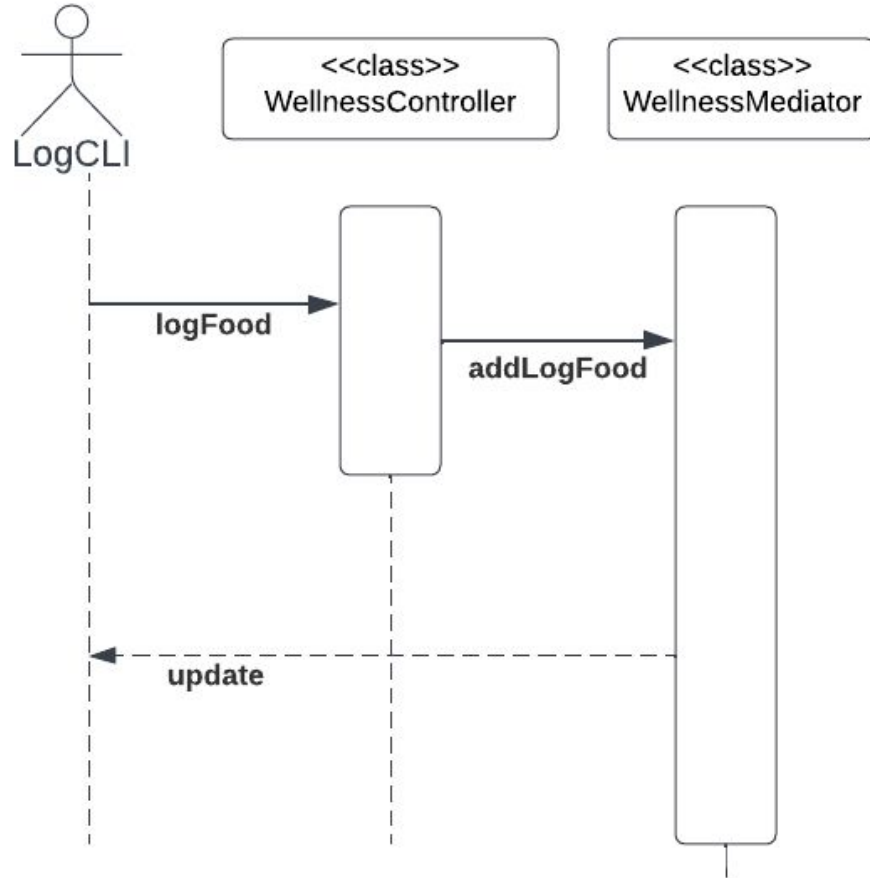 LogCLI
<<class>>
WellnessController
<<class>>
WellnessMediator
logFood
addLogFood
update